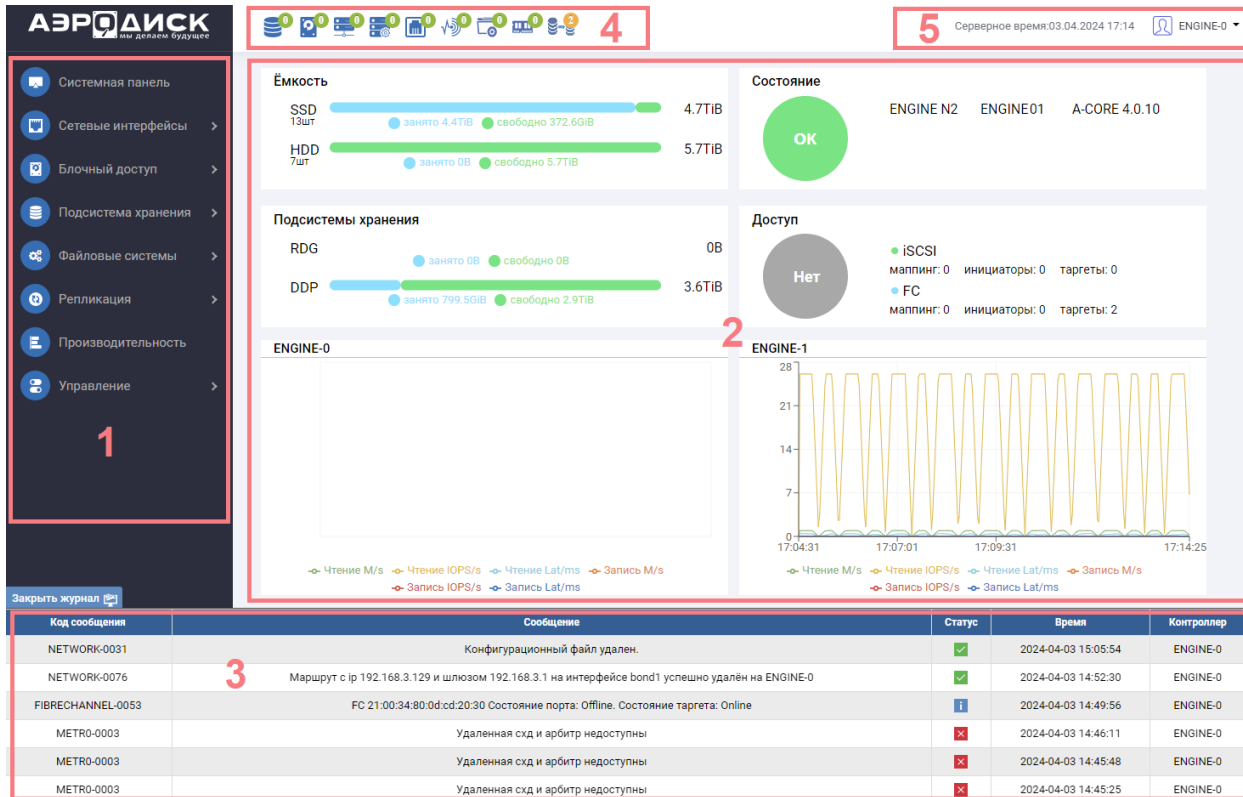 АЭРОДИСК
мы делаем будущее
0 0 0 0 0 0 0 0 2
4
5
Серверное время:03.04.2024 17:14
ENGINE-0
Системная панель
Сетевые интерфейсы
Блочный доступ
Подсистема хранения
Файловые системы
Репликация
Производительность
Управление
1
Ёмкость
SSD 4.7TiB
13шт занято 4.4TiB свободно 372.6GiB
HDD 5.7TiB
7шт занято 0B свободно 5.7TiB
Состояние
OK
ENGINE N2 ENGINE01 A-CORE 4.0.10
Подсистемы хранения
RDG 0B
занято 0B свободно 0B
DDP 3.6TiB
занято 799.5GiB свободно 2.9TiB
Доступ
Нет
iSCSI
маппинг: 0 инициаторы: 0 таргеты: 0
FC
маппинг: 0 инициаторы: 0 таргеты: 2
2
ENGINE-0
Чтение M/s Чтение IOPS/s Чтение Lat/ms Запись M/s
Запись IOPS/s Запись Lat/ms
ENGINE-1
28
21
14
7
0
17:04:31 17:07:01 17:09:31 17:14:25
Чтение M/s Чтение IOPS/s Чтение Lat/ms Запись M/s
Запись IOPS/s Запись Lat/ms
Закрыть журнал
Код сообщения Сообщение Статус Время Контроллер
NETWORK-0031 Конфигурационный файл удален. 2024-04-03 15:05:54 ENGINE-0
3
NETWORK-0076 Маршрут с ip 192.168.3.129 и шлюзом 192.168.3.1 на интерфейсе bond1 успешно удалён на ENGINE-0 2024-04-03 14:52:30 ENGINE-0
FIBRECHANNEL-0053 FC 21:00:34:80:0d:cd:20:30 Состояние порта: Offline. Состояние таргета: Online i 2024-04-03 14:49:56 ENGINE-0
METR0-0003 Удаленная схд и арбитр недоступны 2024-04-03 14:46:11 ENGINE-0
METR0-0003 Удаленная схд и арбитр недоступны 2024-04-03 14:45:48 ENGINE-0
METR0-0003 Удаленная схд и арбитр недоступны 2024-04-03 14:45:25 ENGINE-0